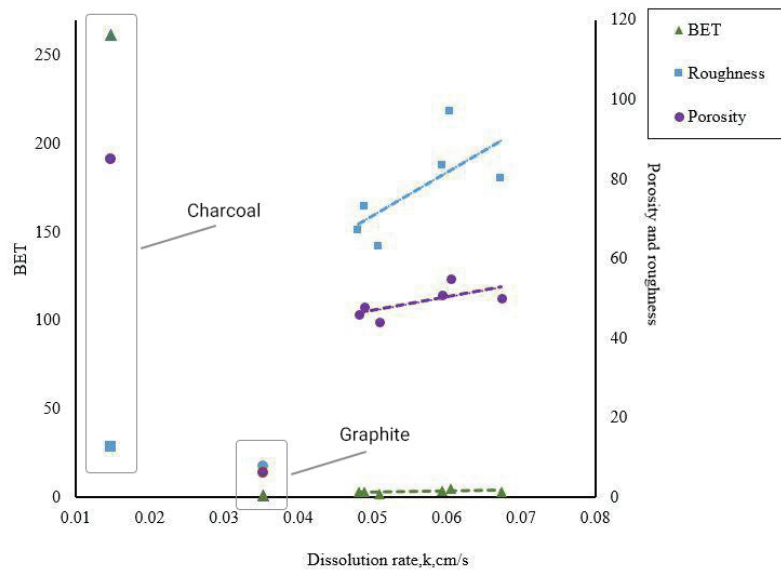 BET
Roughness
Porosity
250
200
150
100
50
0
BET
120
100
80
60
40
20
0
Porosity and roughness
Charcoal
Graphite
0.01 0.02 0.03 0.04 0.05 0.06 0.07 0.08
Dissolution rate,k,cm/s